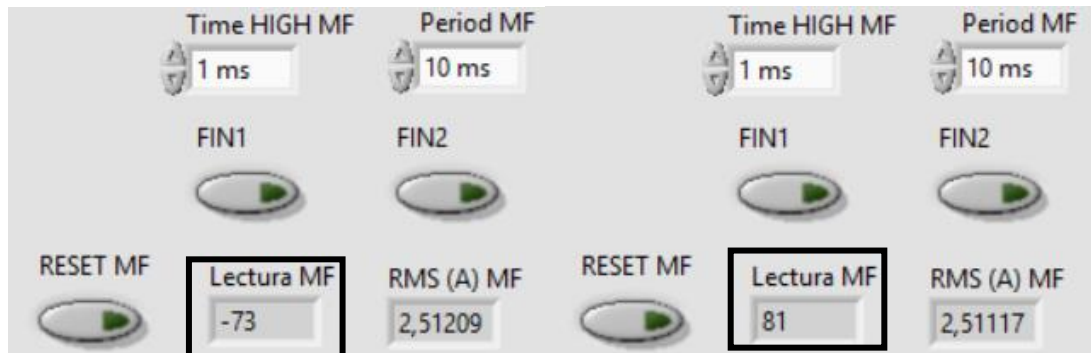 Time HIGH MF Period MF Time HIGH MF Period MF
1 ms 10 ms 1 ms 10 ms
FIN1 FIN2 FIN1 FIN2
RESET MF Lectura MF RMS (A) MF RESET MF Lectura MF RMS (A) MF
-73 2,51209 81 2,51117